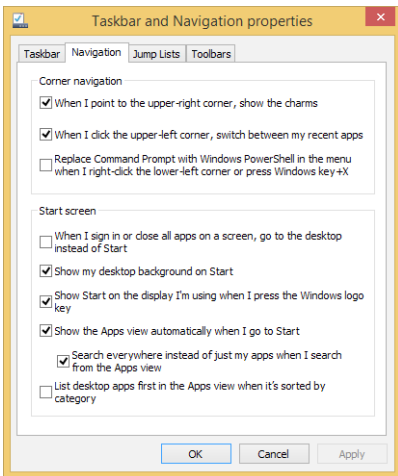 Taskbar and Navigation properties
Taskbar Navigation Jump Lists Toolbars
Corner navigation
When I point to the upper-right corner, show the charms
When I click the upper-left corner, switch between my recent apps
Replace Command Prompt with Windows PowerShell in the menu
when I right-click the lower-left corner or press Windows key+X
Start screen
When I sign in or close all apps on a screen, go to the desktop
instead of Start
Show my desktop background on Start
Show Start on the display I'm using when I press the Windows logo
key
Show the Apps view automatically when I go to Start
Search everywhere instead of just my apps when I search
from the Apps view
List desktop apps first in the Apps view when it's sorted by
category
OK Cancel Apply